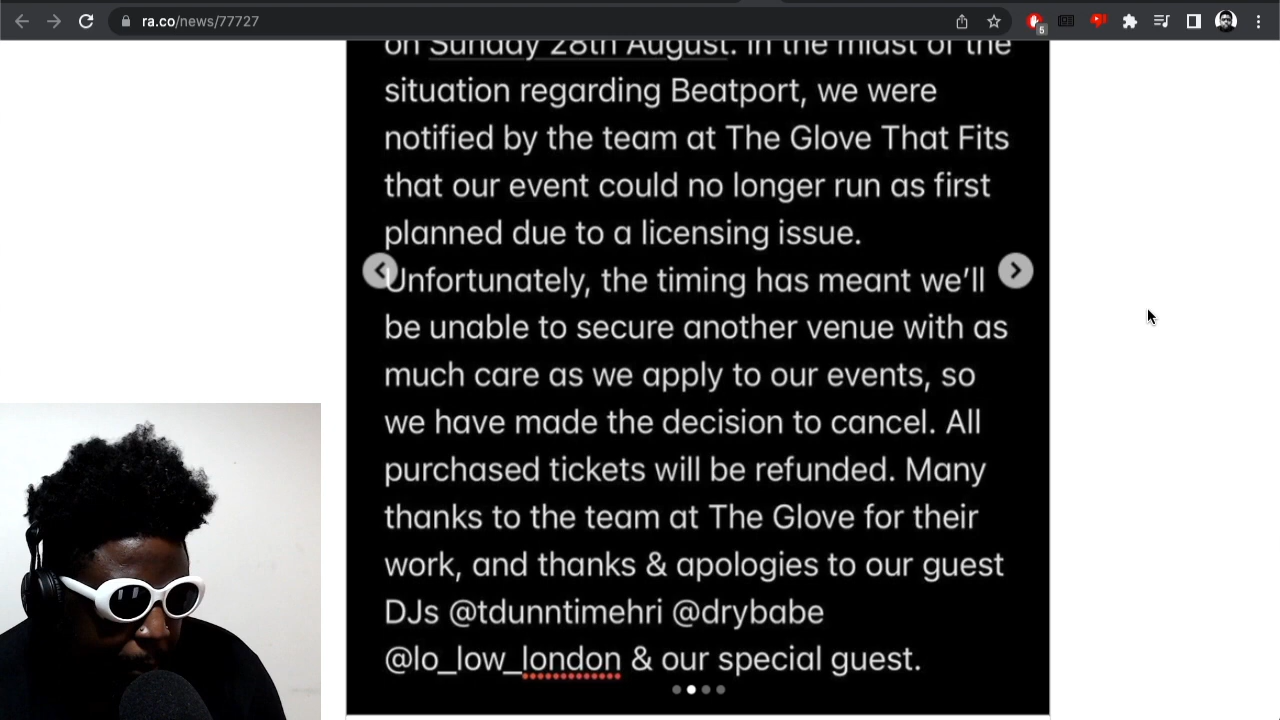 ra.co/news/77727
5
on Sunday 28th August. In the midst of the
situation regarding Beatport, we were
notified by the team at The Glove That Fits
that our event could no longer run as first
planned due to a licensing issue.
Unfortunately, the timing has meant we’ll
be unable to secure another venue with as
much care as we apply to our events, so
we have made the decision to cancel. All
purchased tickets will be refunded. Many
thanks to the team at The Glove for their
work, and thanks & apologies to our guest
DJs @tdunntimehri @drybabe
@lo_low_london & our special guest.